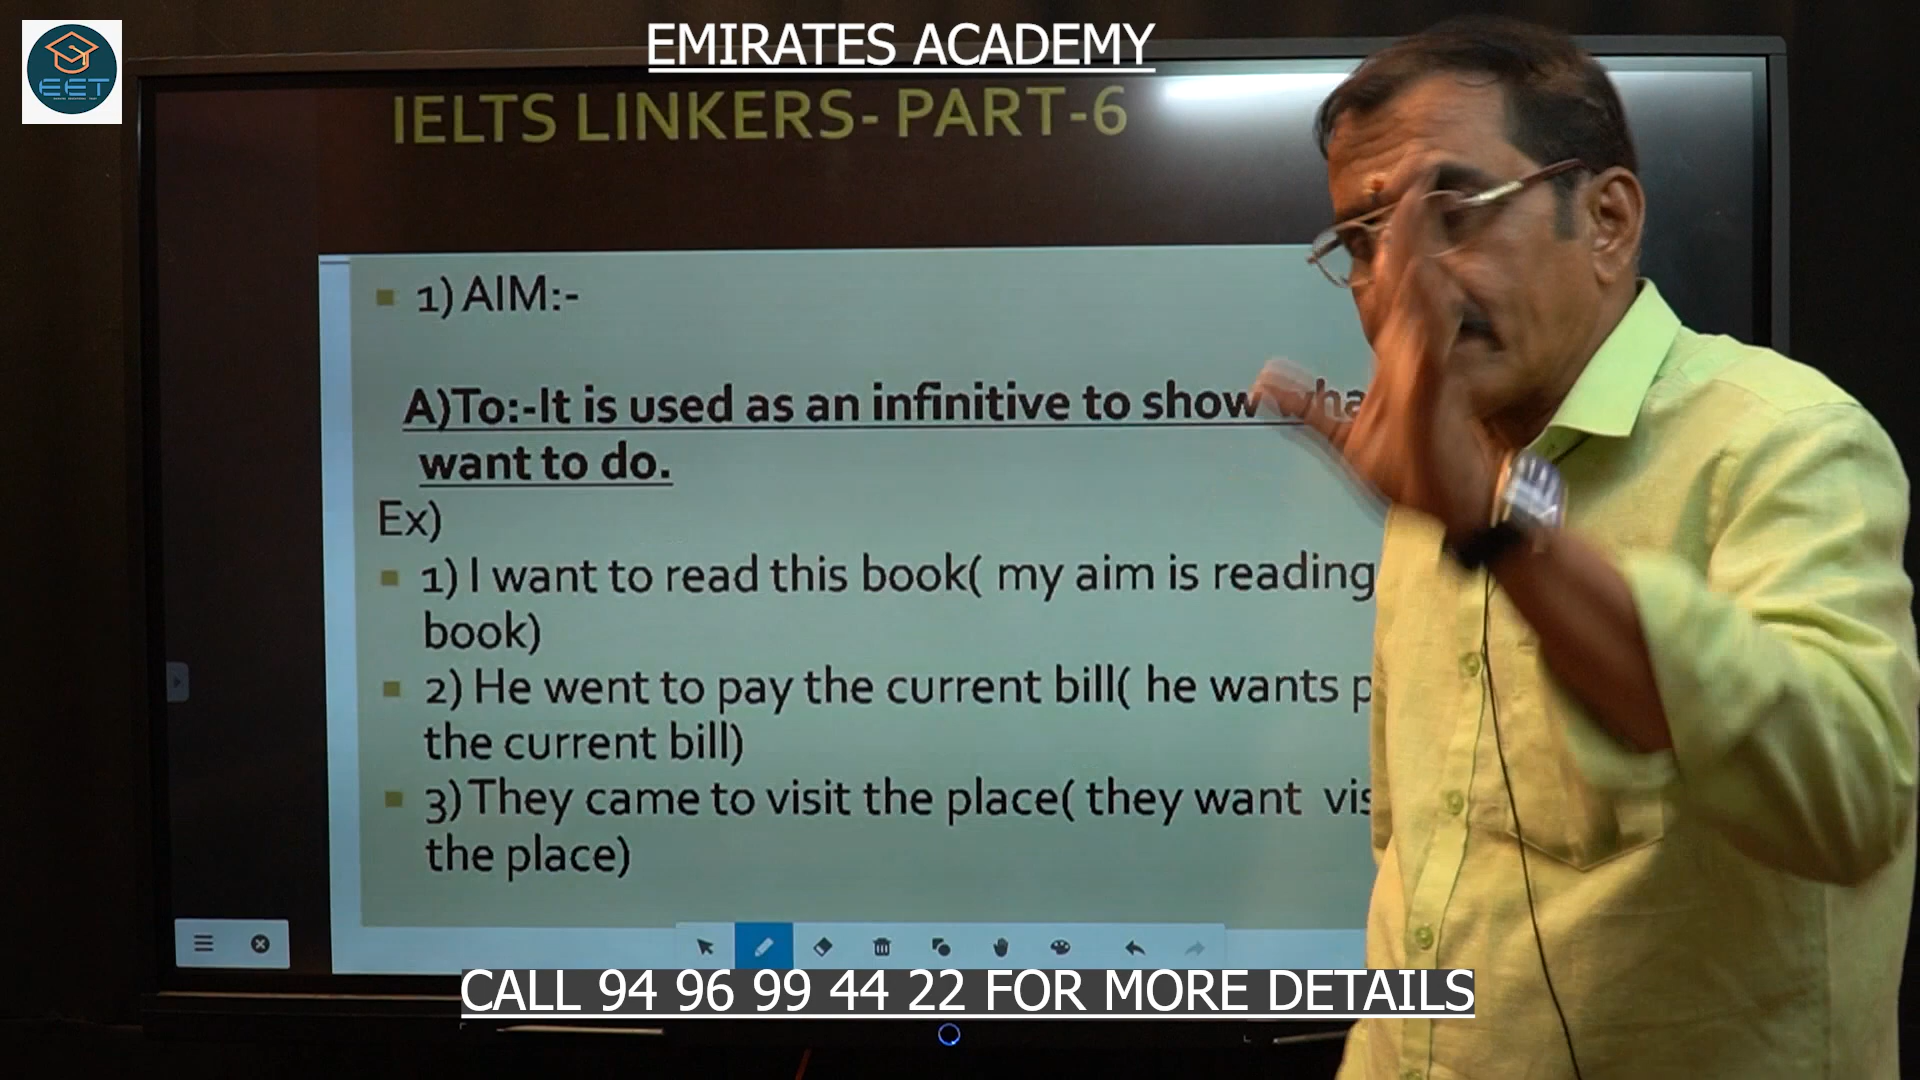 EMIRATES ACADEMY
EET
IELTS LINKERS- PART-6
1) AIM:-
A)To:-It is used as an infinitive to show
want to do.
Ex)
1) I want to read this book( my aim is reading
book)
2) He went to pay the current bill( he wants
the current bill)
3) They came to visit the place( they want
the place)
CALL 94 96 99 44 22 FOR MORE DETAILS